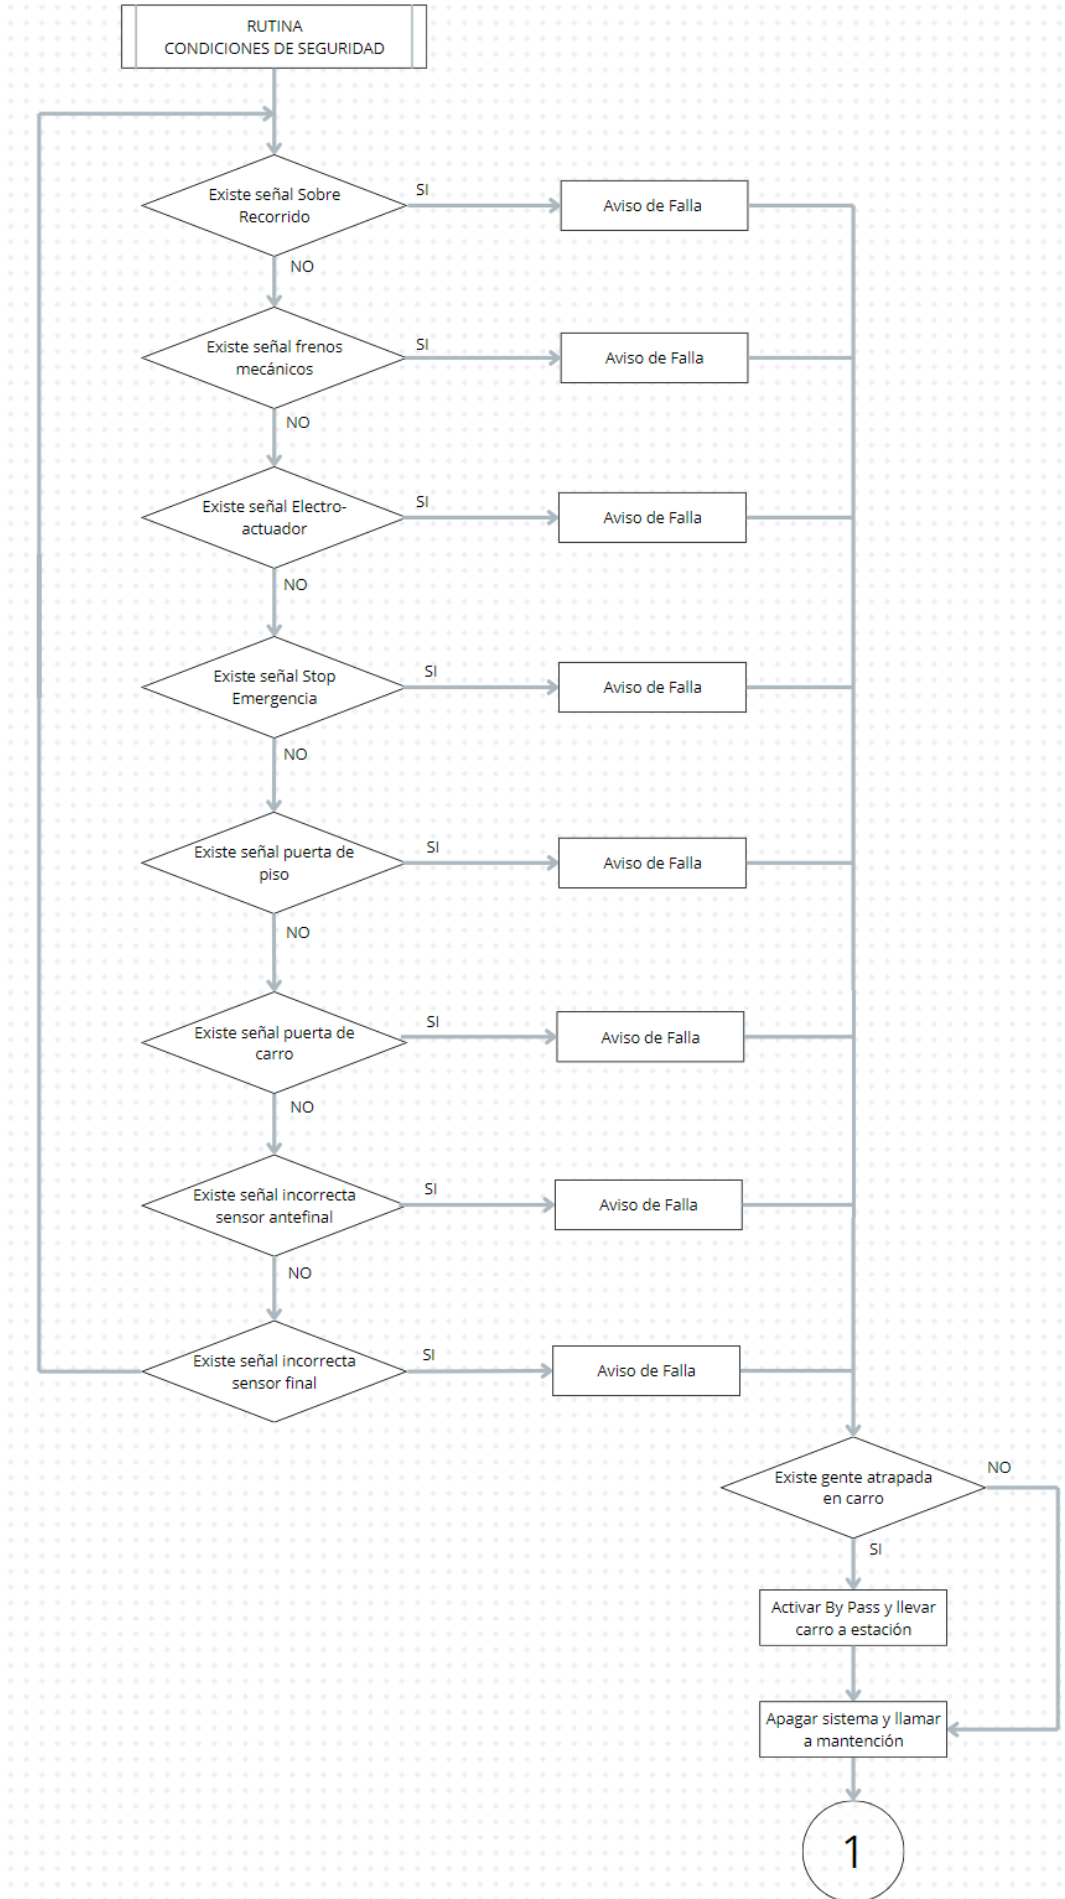 RUTINA
CONDICIONES DE SEGURIDAD
Existe señal Sobre
Recorrido
SI
Aviso de Falla
NO
Existe señal frenos
mecánicos
SI
Aviso de Falla
NO
Existe señal Electro-
actuador
SI
Aviso de Falla
NO
Existe señal Stop
Emergencia
SI
Aviso de Falla
NO
Existe señal puerta de
piso
SI
Aviso de Falla
NO
Existe señal puerta de
carro
SI
Aviso de Falla
NO
Existe señal incorrecta
sensor antefinal
SI
Aviso de Falla
NO
Existe señal incorrecta
sensor final
SI
Aviso de Falla
Existe gente atrapada
en carro
NO
SI
Activar By Pass y llevar
carro a estación
Apagar sistema y llamar
a mantención
1